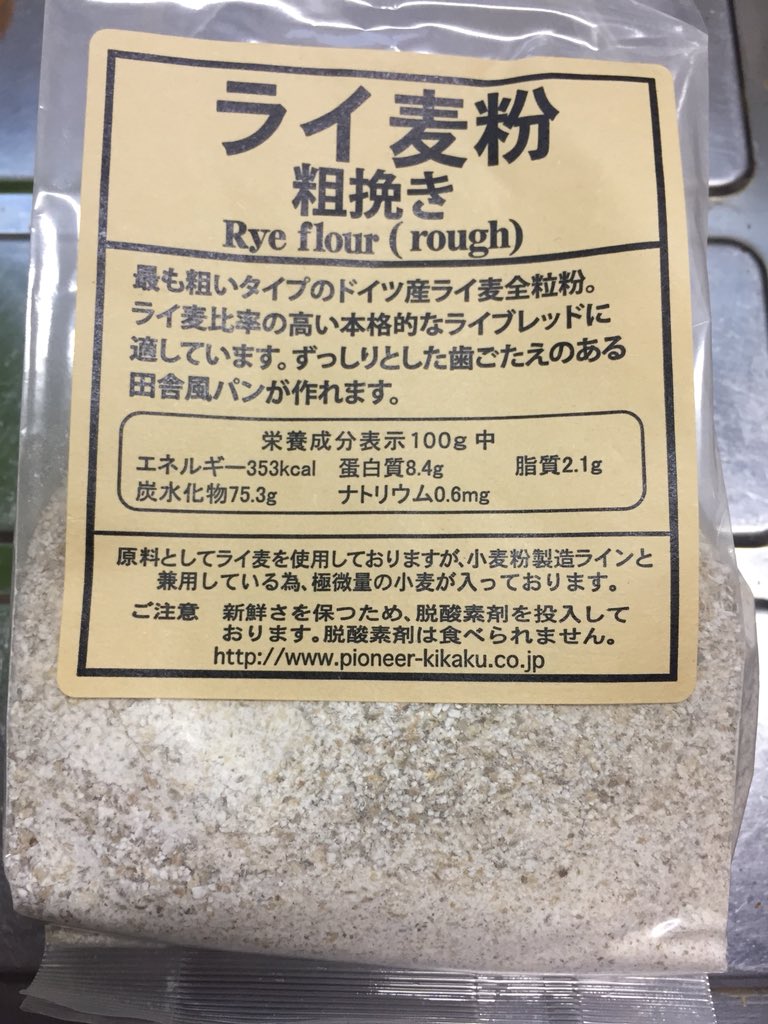 ライ麦粉
粗挽き
Rye flour (rough)
最も粗いタイプのドイツ産ライ麦全粒粉。
ライ麦比率の高い本格的なライブレッドに
適しています。ずっしりとした歯ごたえのある
田舎風パンが作れます。
栄養成分表示100g中
エネルギー353kcal 蛋白質8.4g 脂質2.1g
炭水化物75.3g ナトリウム0.6mg
原料としてライ麦を使用しておりますが、小麦粉製造ラインと
兼用している為、極微量の小麦が入っております。
ご注意 新鮮さを保つため、脱酸素剤を投入して
おります。脱酸素剤は食べられません。
http://www.pioneer-kikaku.co.jp